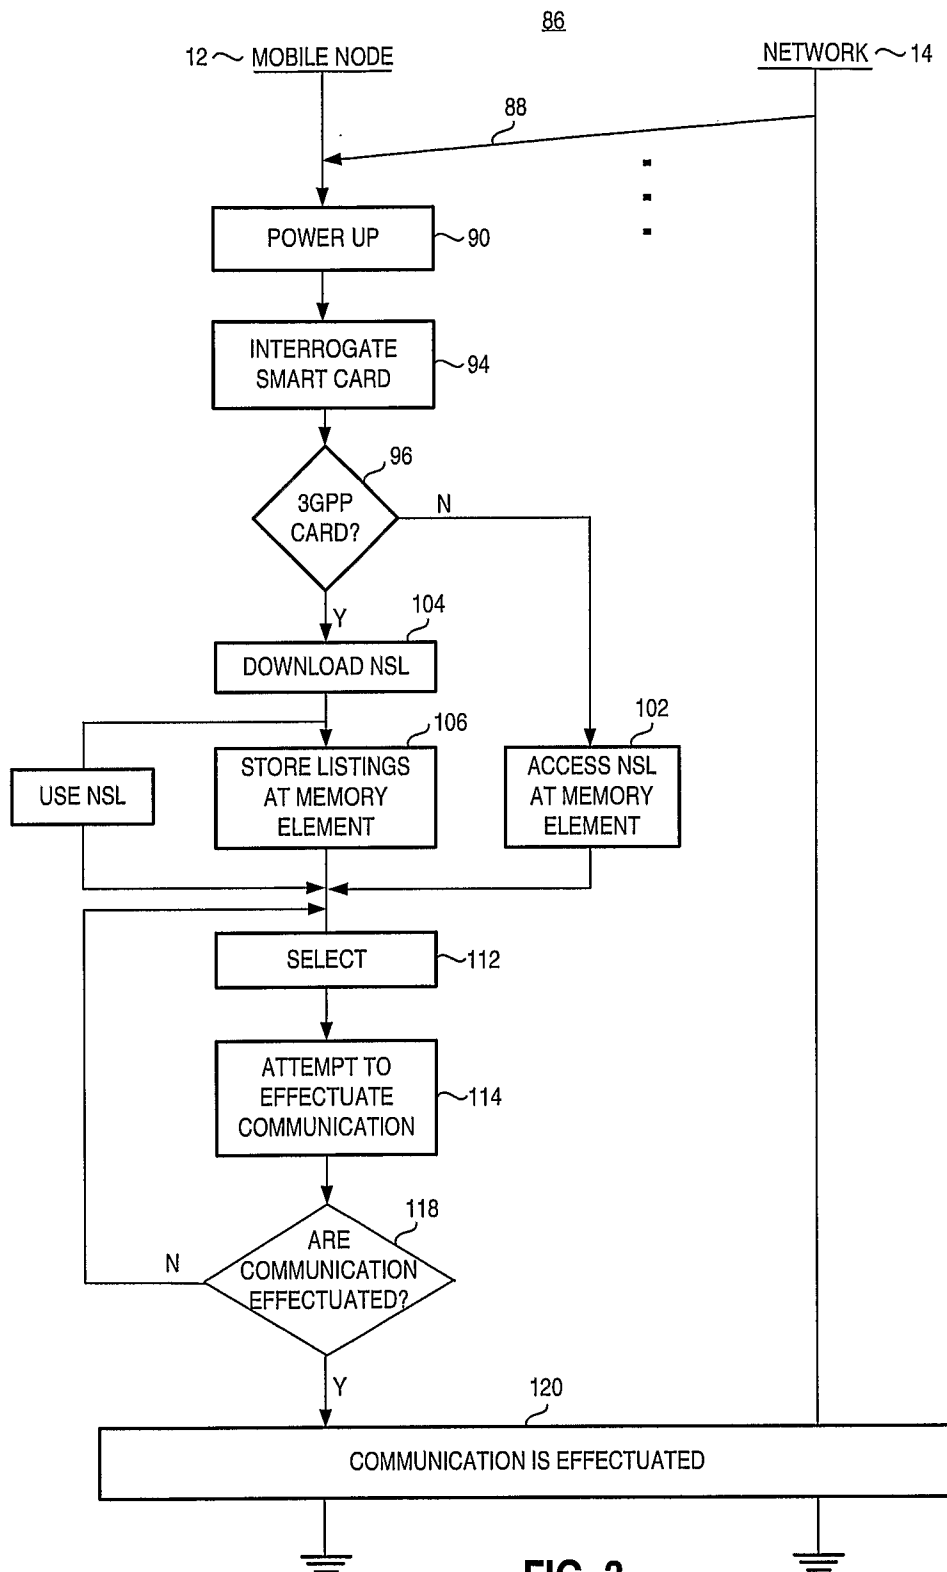 86
12 MOBILE NODE
NETWORK 14
88
POWER UP
90
INTERROGATE
SMART CARD
94
96
3GPP
CARD?
N
Y
104
DOWNLOAD NSL
106
102
USE NSL
STORE LISTINGS
AT MEMORY
ELEMENT
ACCESS NSL
AT MEMORY
ELEMENT
SELECT
112
ATTEMPT TO
EFFECTUATE
COMMUNICATION
114
118
ARE
COMMUNICATION
EFFECTUATED?
N
Y
120
COMMUNICATION IS EFFECTUATED
FIG.